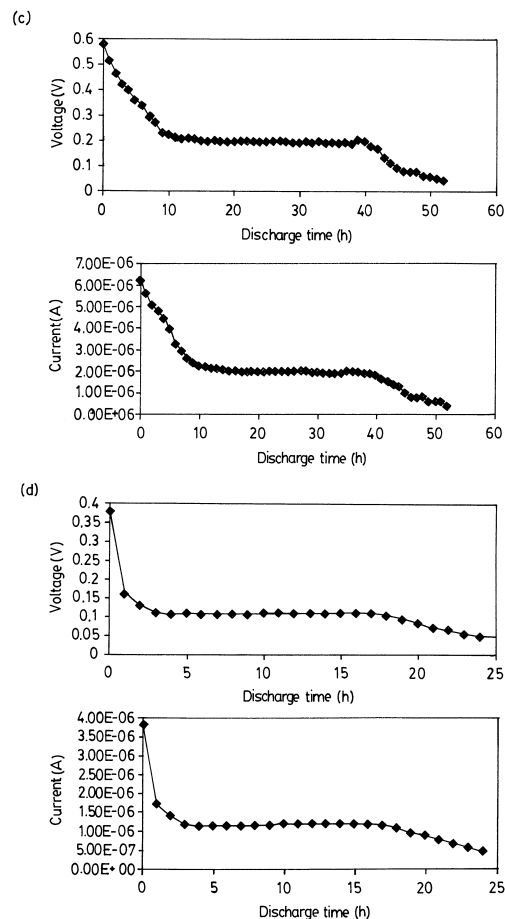 (c)
0.6
0.5
0.4
0.3
0.2
0.1
0
Voltage (V)
0 10 20 30 40 50 60
Discharge time (h)
7.00E-06
6.00E-06
5.00E-06
4.00E-06
3.00E-06
2.00E-06
1.00E-06
0.00E+06
Current(A)
0 10 20 30 40 50 60
Discharge time (h)
(d)
0.4
0.35
0.3
0.25
0.2
0.15
0.1
0.05
0
Voltage (V)
0 5 10 15 20 25
Discharge time (h)
4.00E-06
3.50E-06
3.00E-06
2.50E-06
2.00E-06
1.50E-06
1.00E-06
5.00E-07
0.00E+00
Current (A)
0 5 10 15 20 25
Discharge time (h)